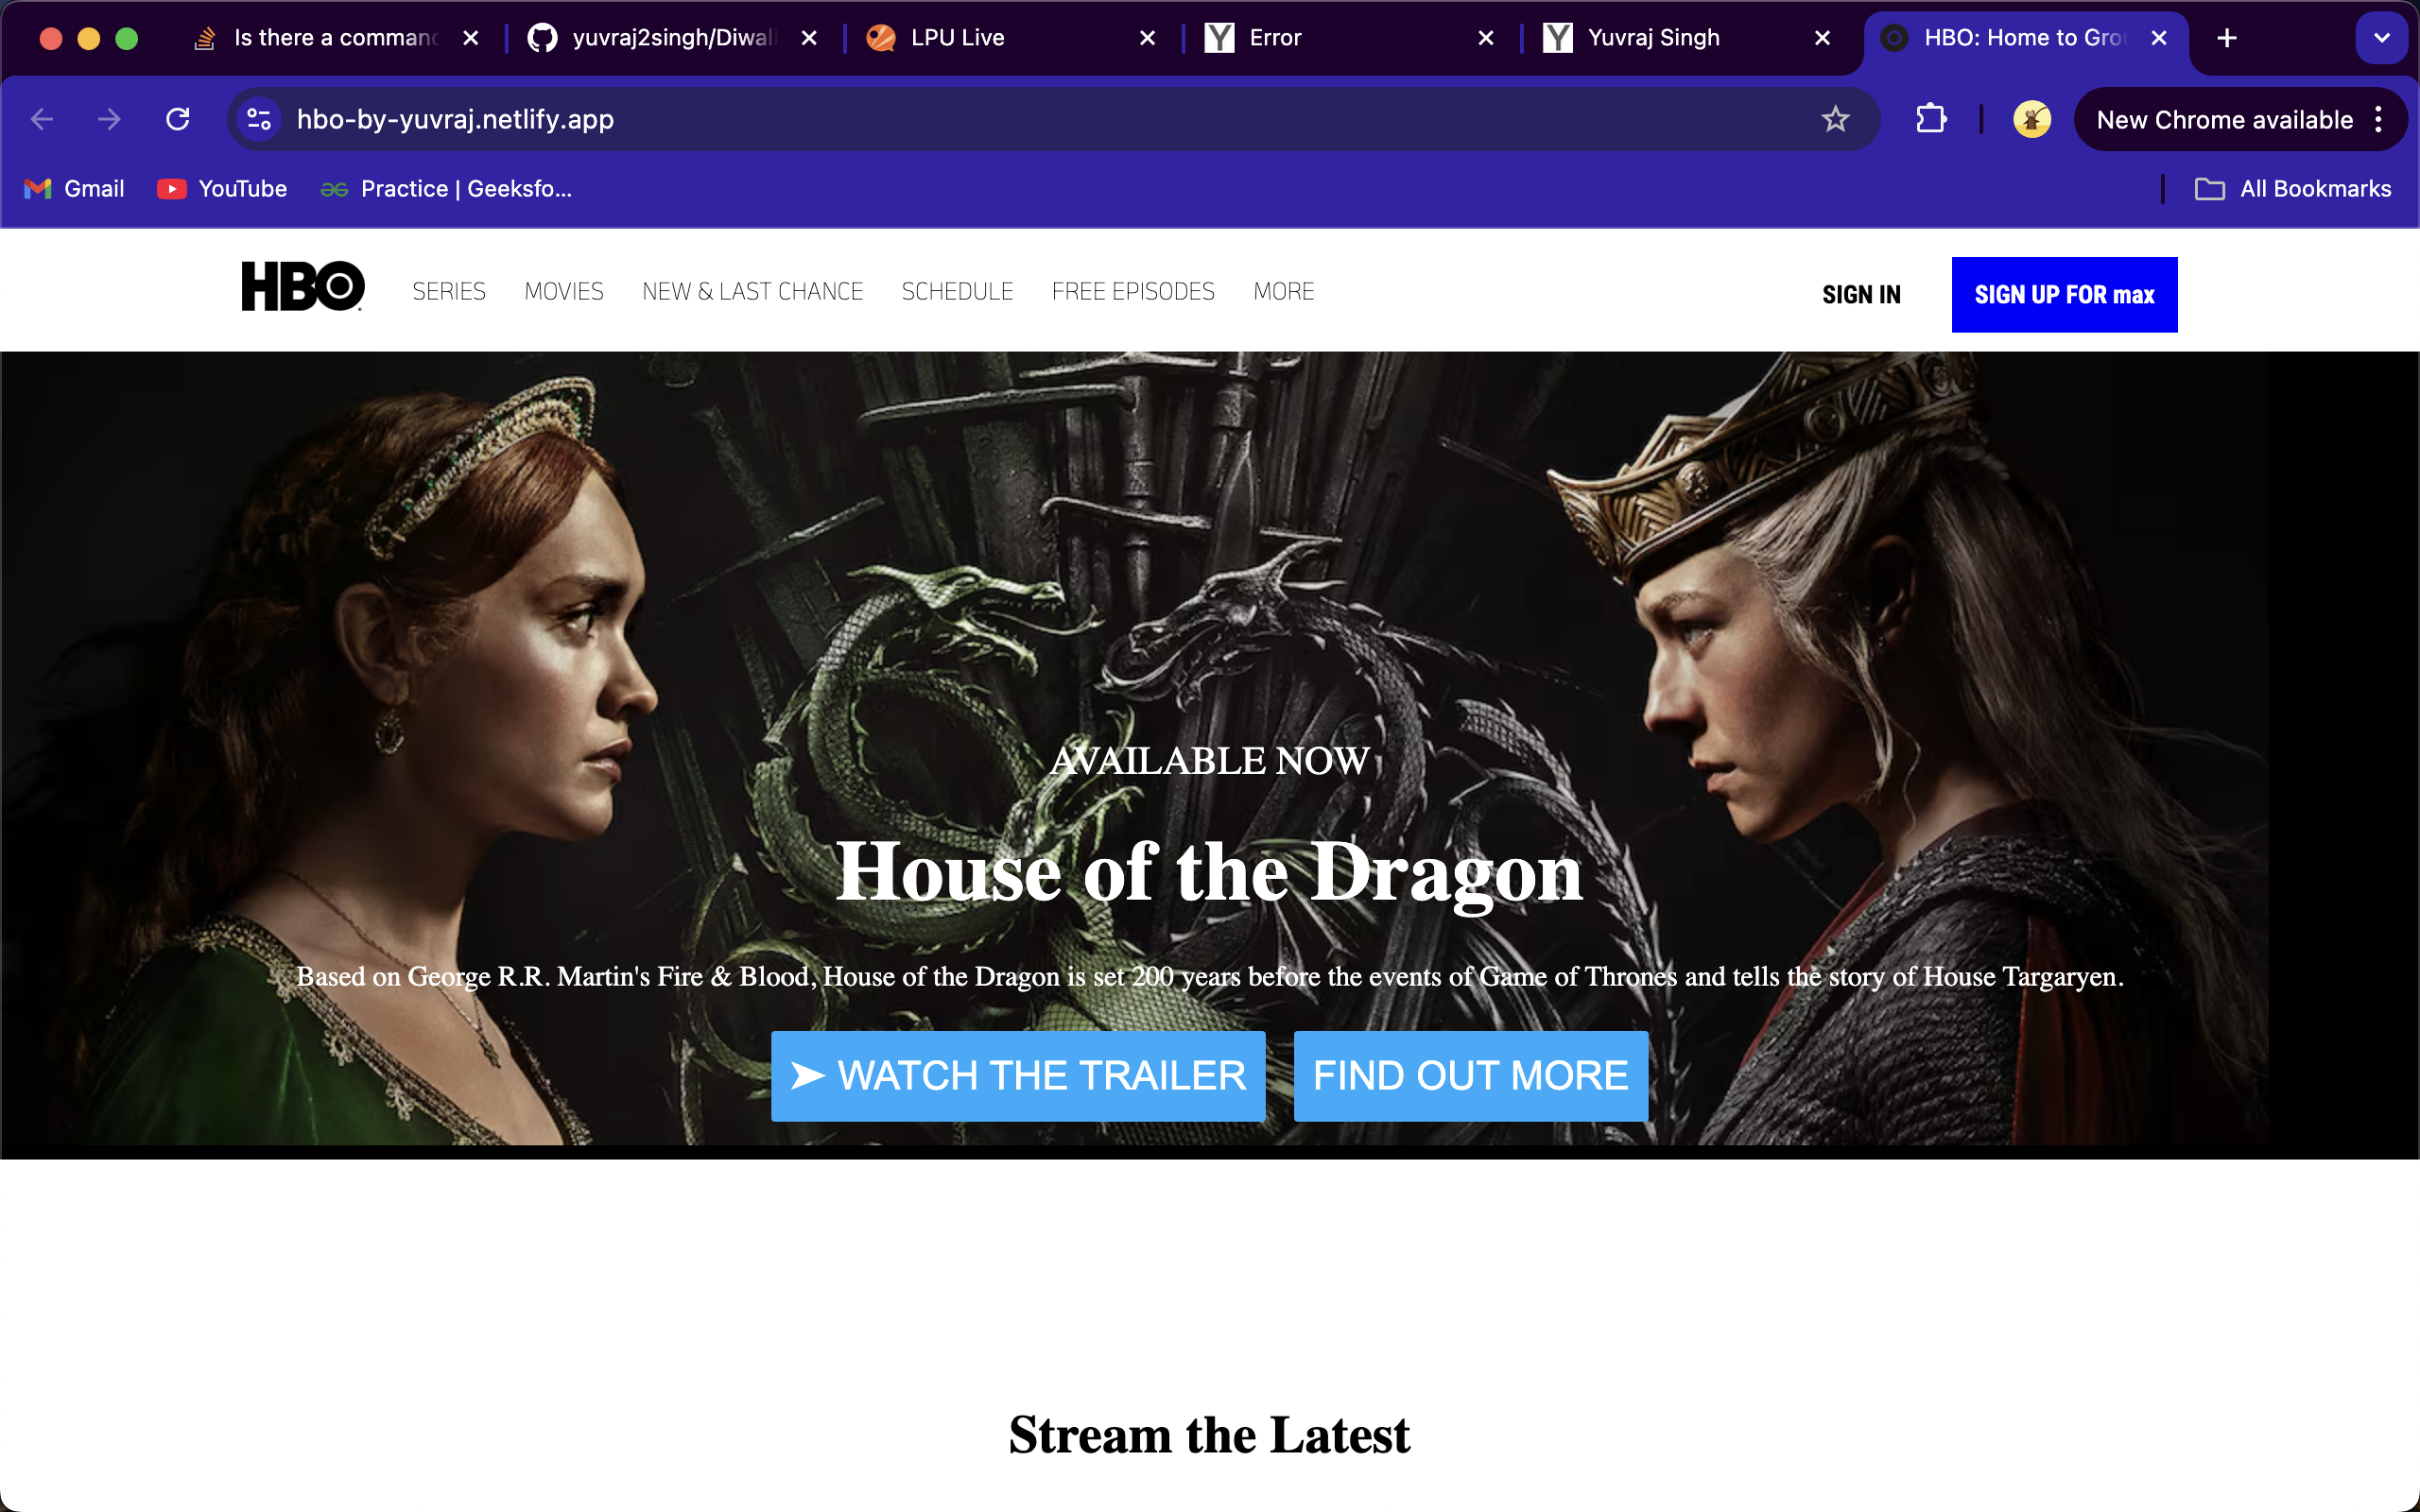 Is there a comman
yuvraj2singh/Diwali
LPU Live
Error
Yuvraj Singh
HBO: Home to Grou
hbo-by-yuvraj.netlify.app
New Chrome available
Gmail
YouTube
Practice | Geeksfo...
All Bookmarks
HBO
SERIES
MOVIES
NEW & LAST CHANCE
SCHEDULE
FREE EPISODES
MORE
SIGN IN
SIGN UP FOR max
AVAILABLE NOW
House of the Dragon
Based on George R.R. Martin's Fire & Blood, House of the Dragon is set 200 years before the events of Game of Thrones and tells the story of House Targaryen.
➤ WATCH THE TRAILER
FIND OUT MORE
Stream the Latest